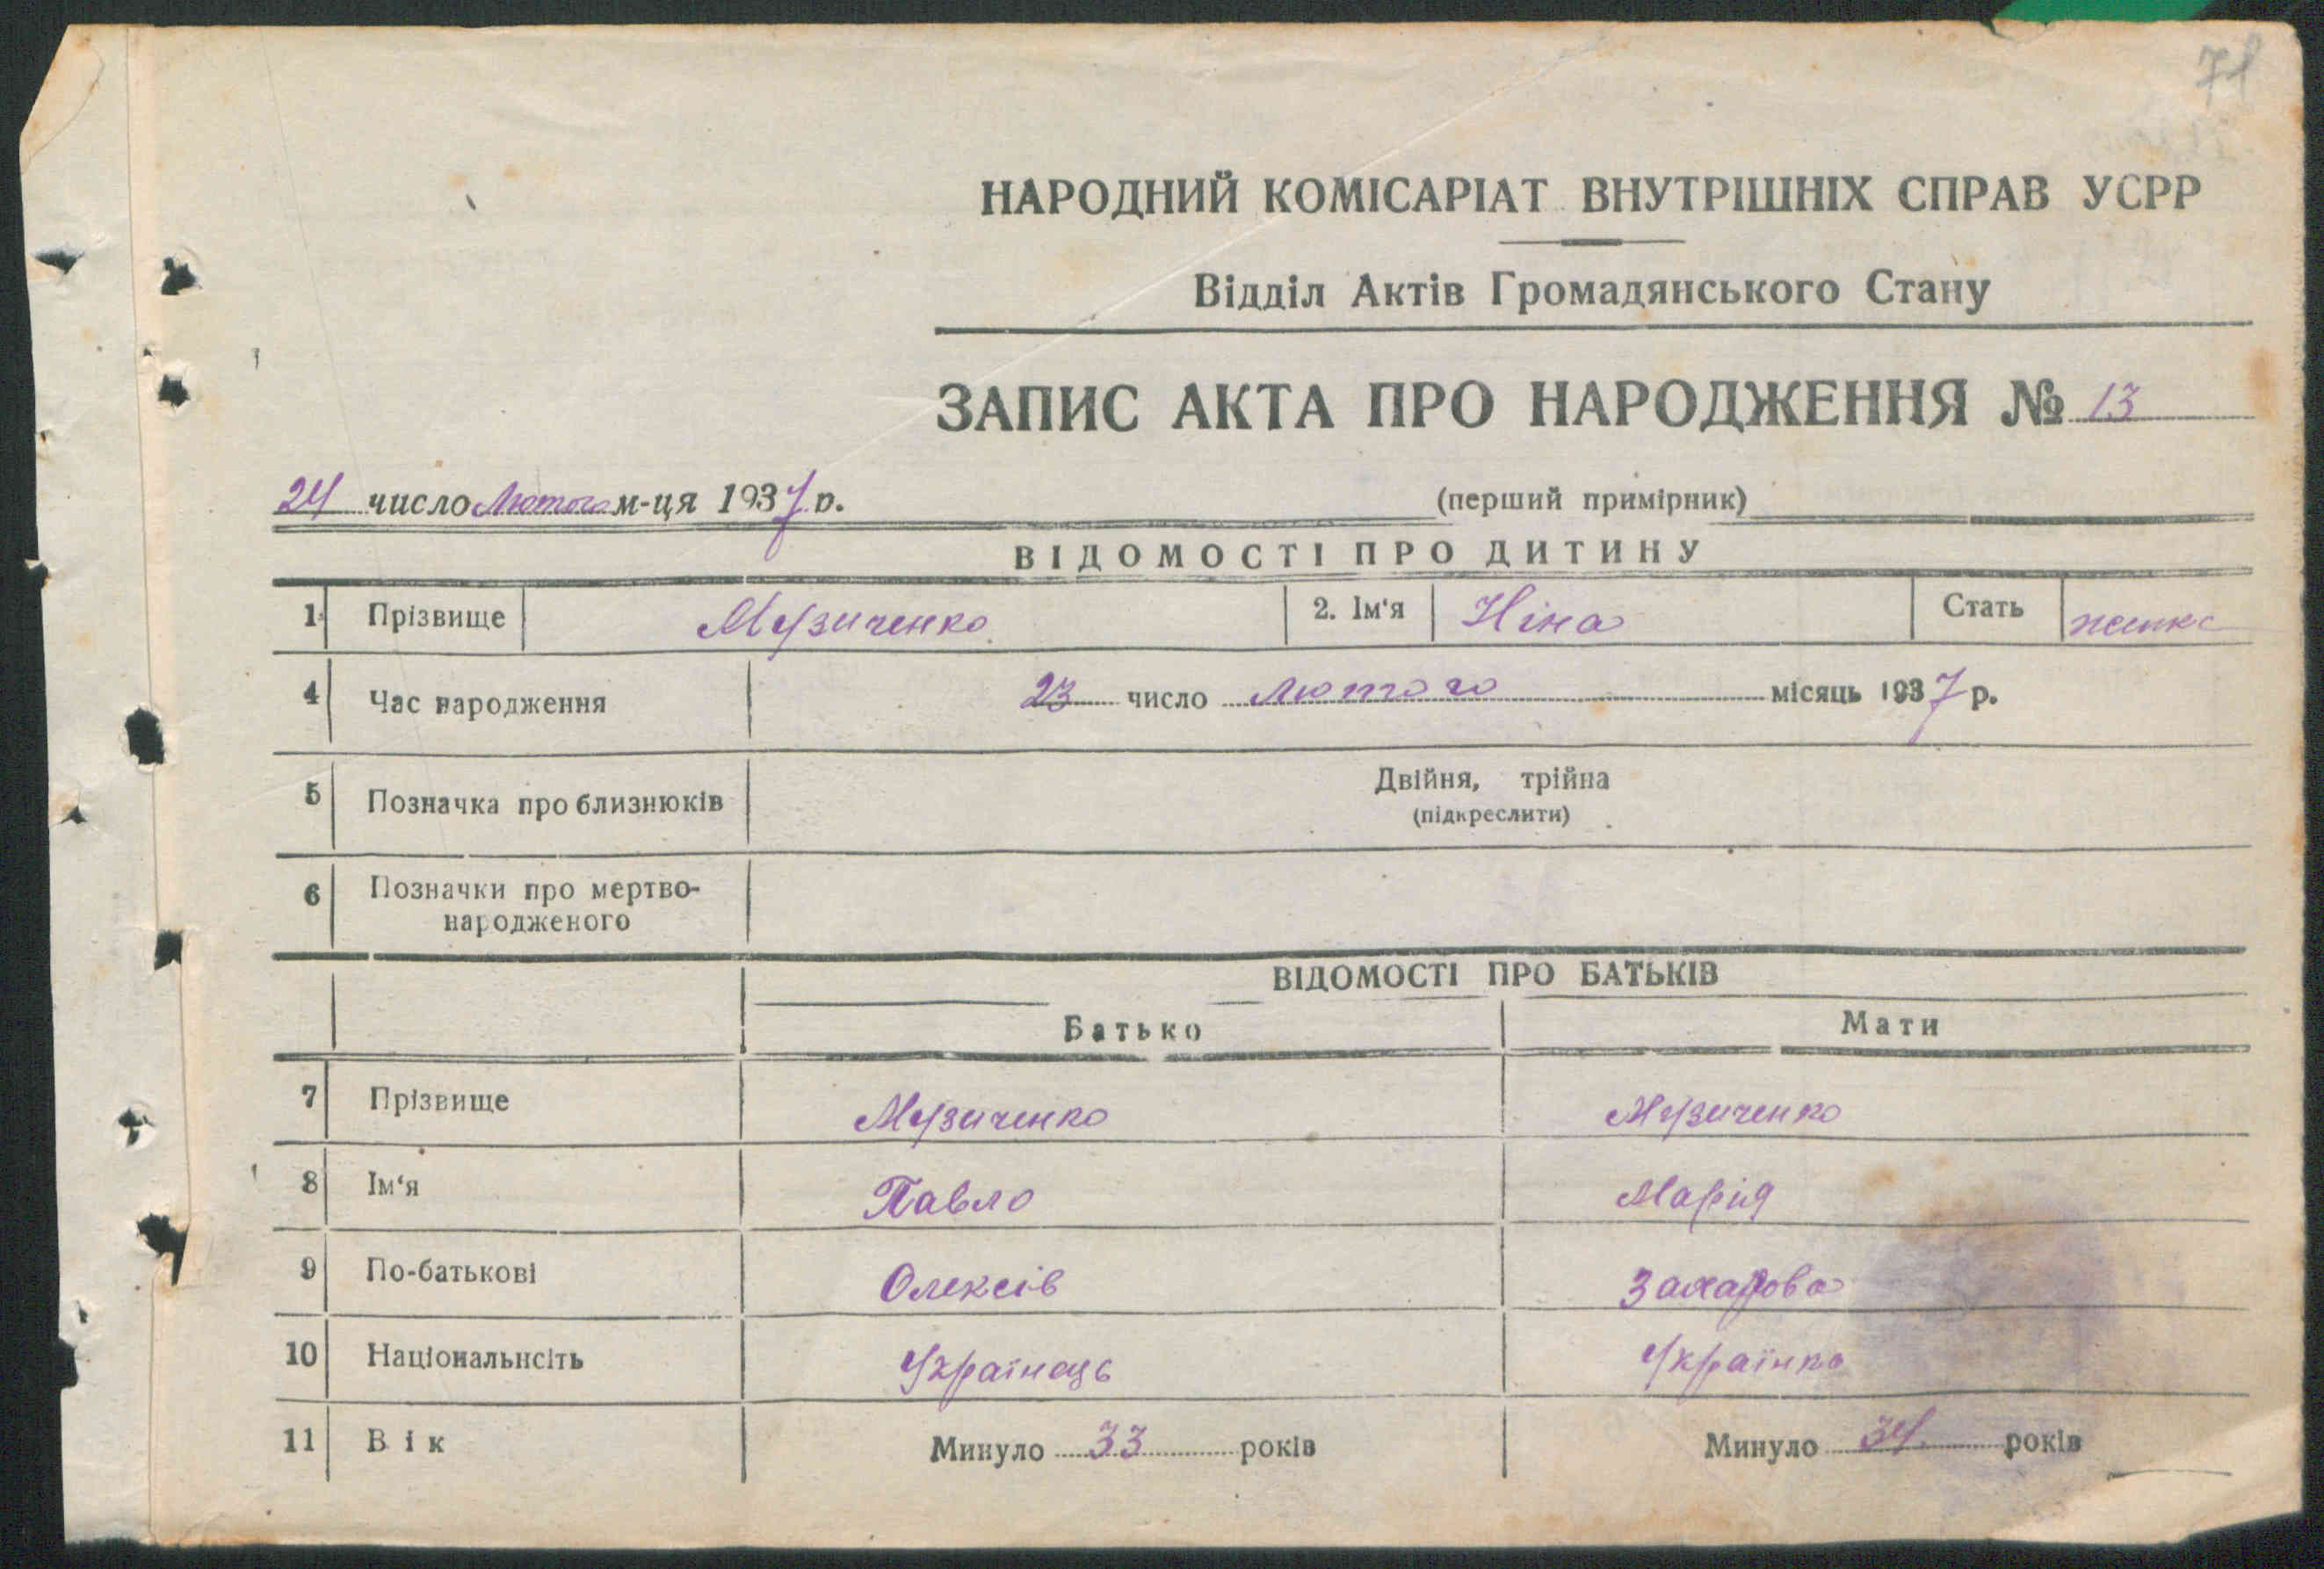 71
НАРОДНИЙ КОМІСАРІАТ ВНУТРІШНІХ СПРАВ УСРР
Відділ Актів Громадянського Стану
ЗАПИС АКТА ПРО НАРОДЖЕННЯ № 13
24 число Лютого м-ця 1937 р. (перший примірник)
ВІДОМОСТІ ПРО ДИТИНУ
1 Прізвище Музиченко 2. Ім‘я Ніна Стать жінка
4 Час народження 23 число Лютого місяць 1937 р.
5 Позначка про близнюків Двійня, трійна
(підкреслити)
6 Позначки про мертво-
народженого
ВІДОМОСТІ ПРО БАТЬКІВ
Батько Мати
7 Прізвище Музиченко Музиченко
8 Ім‘я Павло Марія
9 По-батькові Олексів Захарова
10 Національнсіть Українець Українка
11 Вік Минуло 33 років Минуло 34 років